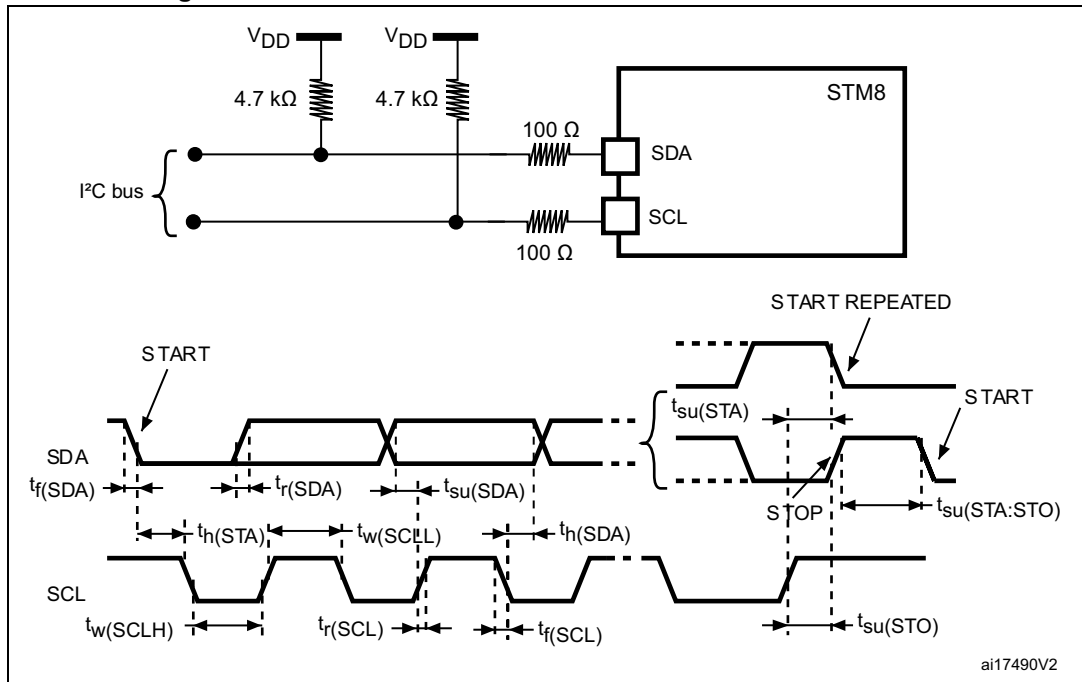 VDD VDD
4.7 kΩ 4.7 kΩ
STM8
100 Ω
SDA
I²C bus
SCL
100 Ω
START REPEATED
START
tsu(STA)
START
SDA
tf(SDA)
tr(SDA)
tsu(SDA)
STOP
tsu(STA:STO)
th(STA)
tw(SCLL)
th(SDA)
SCL
tw(SCLH)
tr(SCL)
tf(SCL)
tsu(STO)
ai17490V2